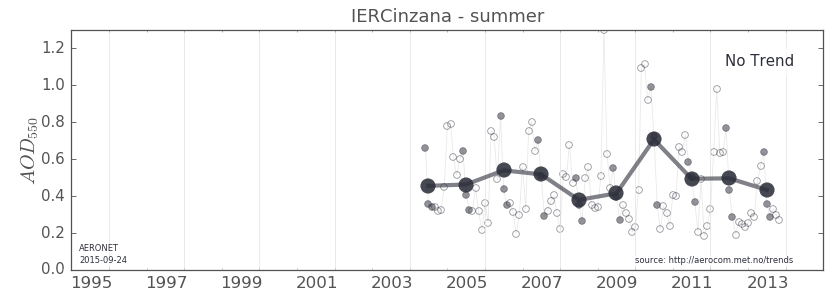 IERCinzana - summer
No Trend
AOD550
1.2
1.0
0.8
0.6
0.4
0.2
0.0
AERONET
2015-09-24
source: http://aerocom.met.no/trends
1995 1997 1999 2001 2003 2005 2007 2009 2011 2013